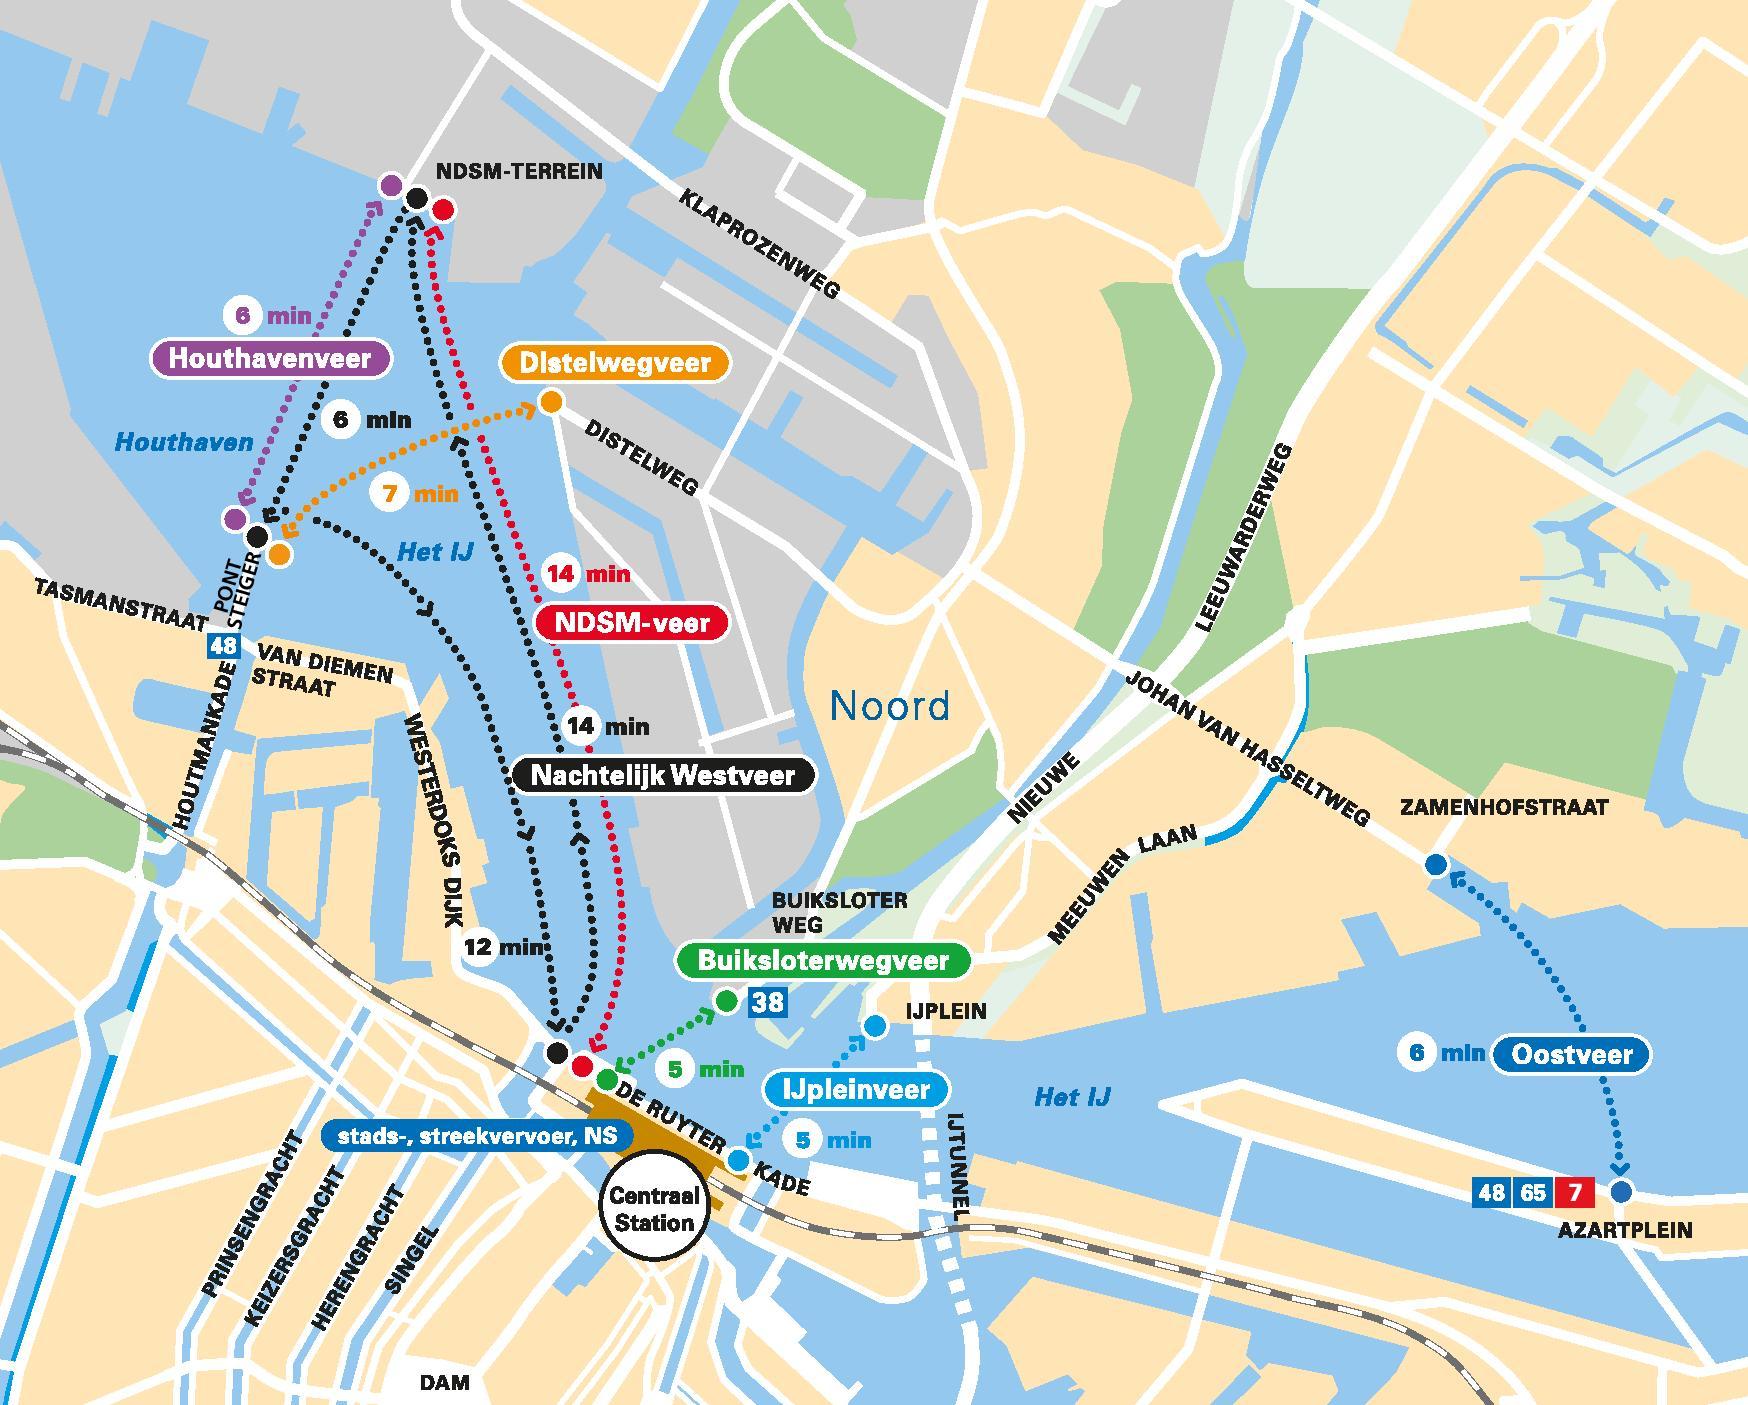 NDSM-TERREIN
KLAPROZENWEG
6 min
Houthavenveer
DIstelwegveer
6 min
Houthaven
DISTELWEG
7 min
LEEUWARDERWEG
Het IJ
PONT
STEIGER
14 min
TASMANSTRAAT
NDSM-veer
48
VAN DIEMEN
STRAAT
Noord
JOHAN VAN HASSELTWEG
14 min
HOUTMANKADE
WESTERDOKS DIJK
Nachtelijk Westveer
NIEUWE
ZAMENHOFSTRAAT
MEEUWEN LAAN
BUIKSLOTER
WEG
12 min
Buiksloterwegveer
38
IJPLEIN
5 min
6 min
Oostveer
IJpleinveer
Het IJ
DE RUYTER KADE
stads-, streekvervoer, NS
5 min
IJTUNNEL
Centraal
Station
48 65 7
AZARTPLEIN
PRINSENGRACHT
KEIZERSGRACHT
HERENGRACHT
SINGEL
DAM